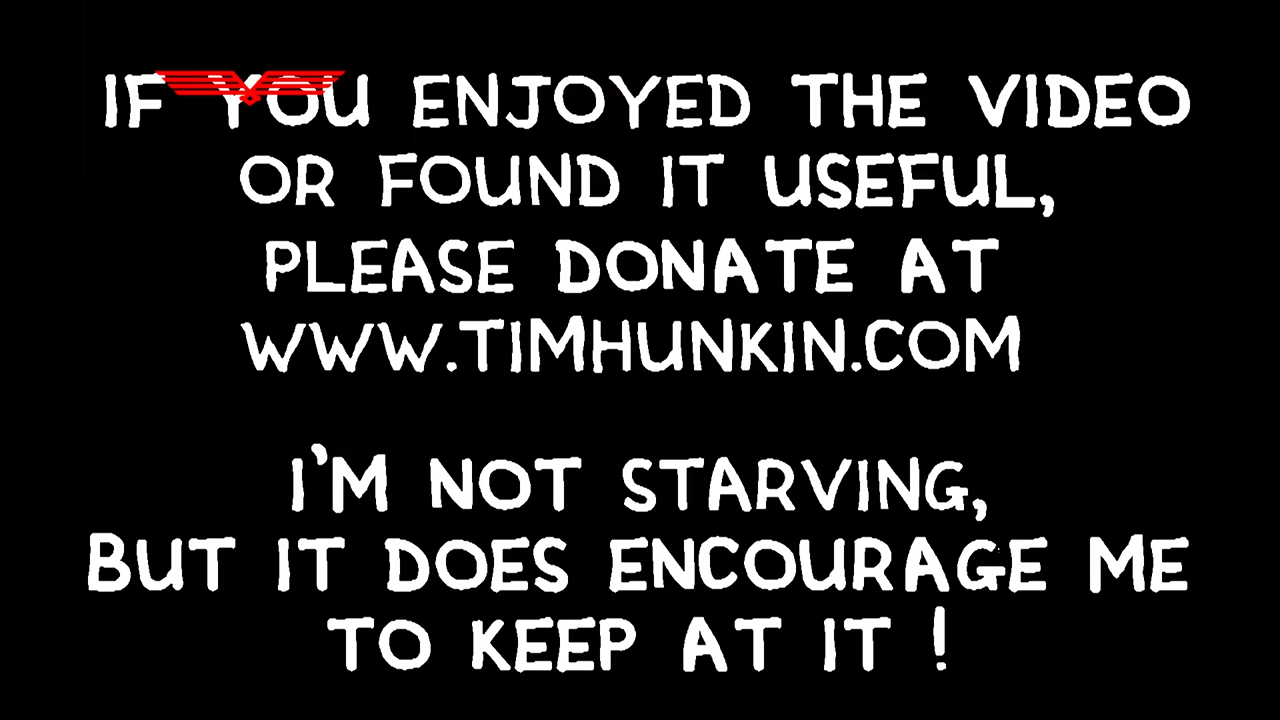 IF YOU ENJOYED THE VIDEO
OR FOUND IT USEFUL,
PLEASE DONATE AT
WWW.TIMHUNKIN.COM
I'M NOT STARVING,
BUT IT DOES ENCOURAGE ME
TO KEEP AT IT !